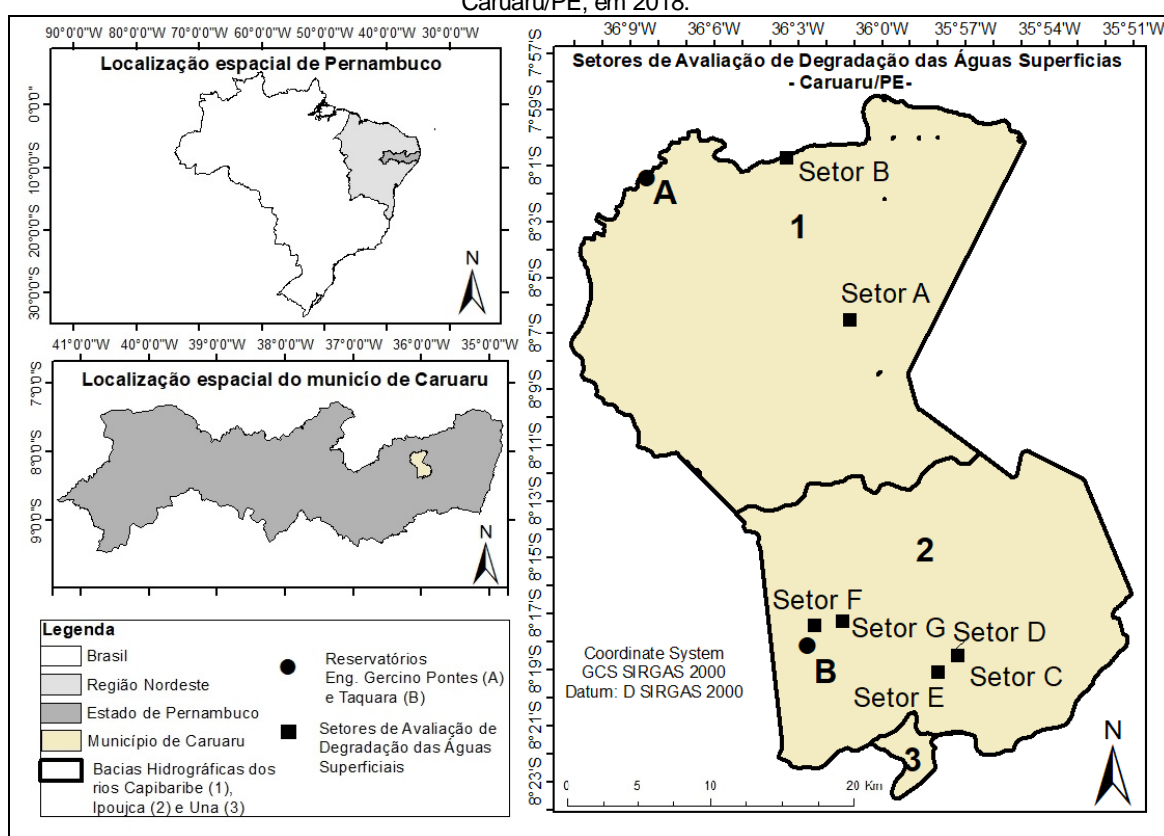 Caruaru/PE, em 2018.
90°0'0"W 80°0'0"W 70°0'0"W 60°0'0"W 50°0'0"W 40°0'0"W 30°0'0"W
Localização espacial de Pernambuco
0°0'0"
10°0'0"S
20°0'0"S
30°0'0"S
N
41°0'0"W 40°0'0"W 39°0'0"W 38°0'0"W 37°0'0"W 36°0'0"W 35°0'0"W
Localização espacial do municío de Caruaru
7°0'0"S
8°0'0"S
9°0'0"S
N
Legenda
Brasil
Região Nordeste
Estado de Pernambuco
Município de Caruaru
Bacias Hidrográficas dos
rios Capibaribe (1),
Ipoujca (2) e Una (3)
Reservatórios
Eng. Gercino Pontes (A)
e Taquara (B)
Setores de Avaliação de
Degradação das Águas
Superficiais
36°9'S 36°6'S 36°3'S 36°0'S 35°57'S 35°54'S 35°51'S
Setores de Avaliação de Degradação das Águas Superficias
- Caruaru/PE-
7°57'S
7°59'S
8°1'S
8°3'S
8°5'S
8°7'S
8°9'S
8°11'S
8°13'S
8°15'S
8°17'S
8°19'S
8°21'S
8°23'S
Setor B
A
1
Setor A
2
Setor F
Setor G
Setor D
B
Setor C
Setor E
3
Coordinate System
GCS SIRGAS 2000
Datum: D SIRGAS 2000
N
0 5 10 20 Km